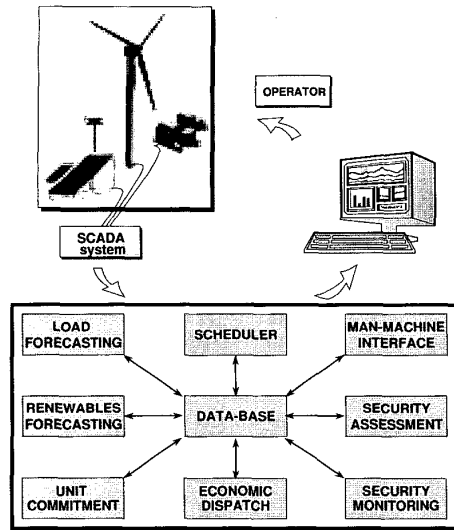 OPERATOR
SCADA
system
LOAD
FORECASTING
SCHEDULER
MAN-MACHINE
INTERFACE
RENEWABLES
FORECASTING
DATA-BASE
SECURITY
ASSESSMENT
UNIT
COMMITMENT
ECONOMIC
DISPATCH
SECURITY
MONITORING